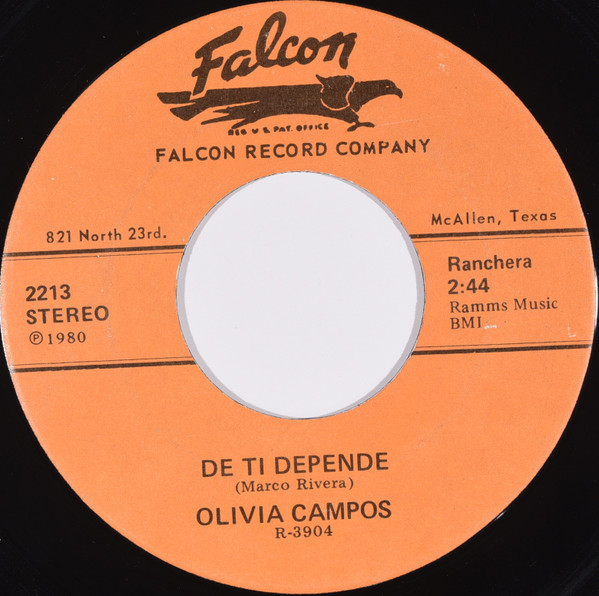 Falcon
REG U.S. PAT. OFFICE
FALCON RECORD COMPANY
821 North 23rd.
McAllen, Texas
2213
STEREO
℗ 1980
Ranchera
2:44
Ramms Music
BMI
DE TI DEPENDE
(Marco Rivera)
OLIVIA CAMPOS
R-3904